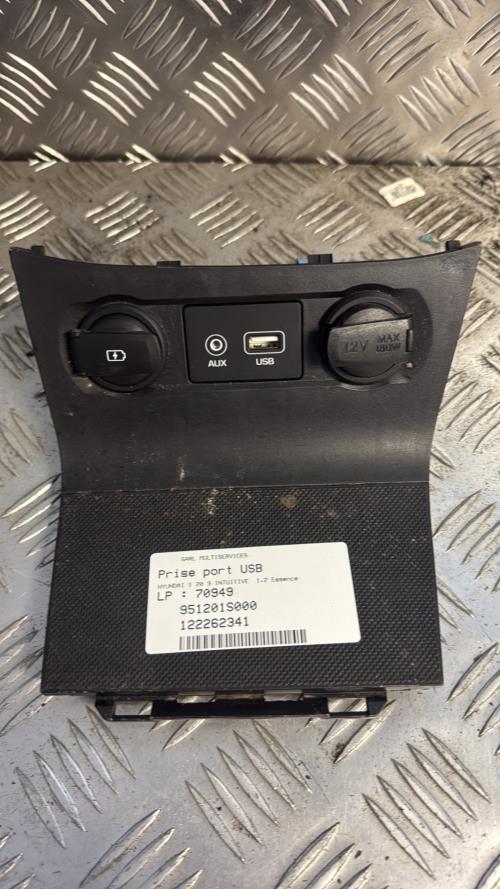 AUX
USB
12V
MAX
180W
SARL MULTISERVICES
Prise port USB
HYUNDAI I 20 3 INTUITIVE 1.2 Essence
LP : 70949
951201S000
122262341